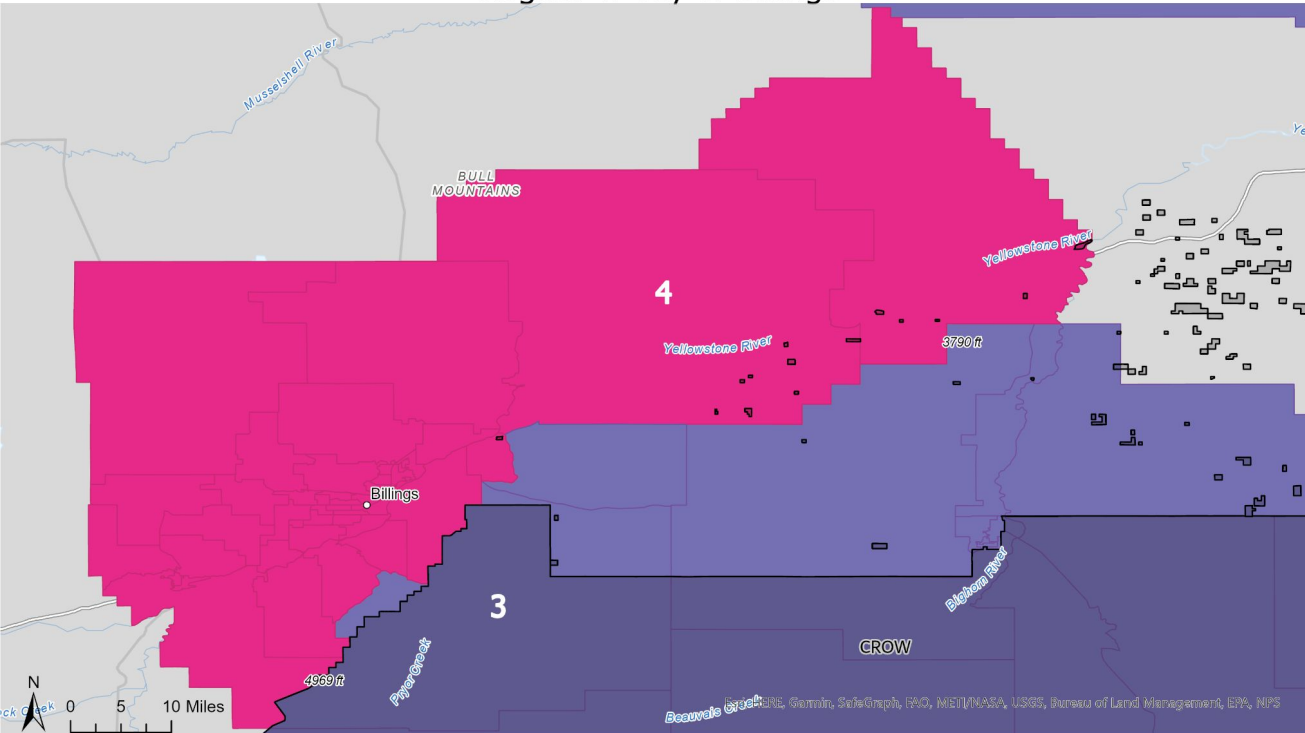 Musselshell River
BULL
MOUNTAINS
Yellowstone River
4
Yellowstone River
3790 ft
Billings
3
Bighorn River
CROW
Pryor Creek
4969 ft
N
0 5 10 Miles
Creek
Beauvais Creek
HERE, Garmin, SafeGraph, FAO, METI/NASA, USGS, Bureau of Land Management, EPA, NPS